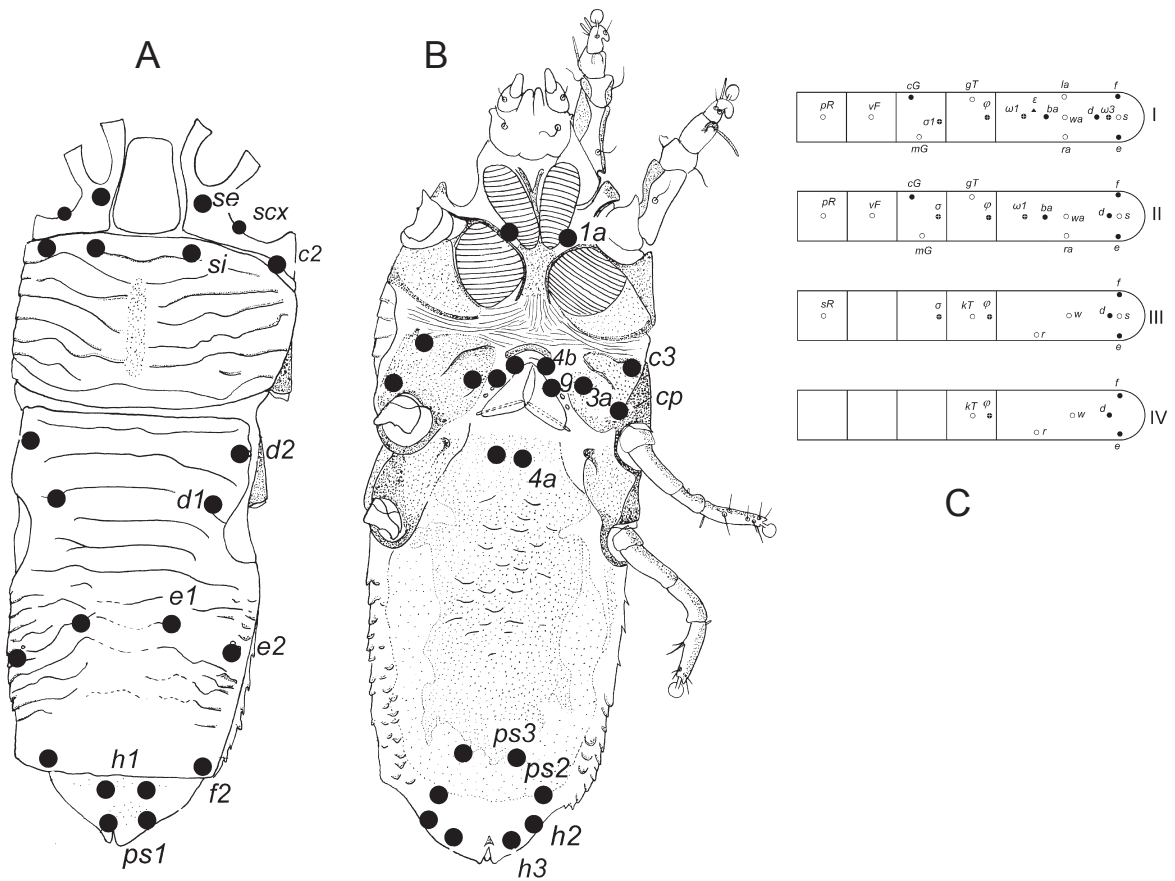 A
B
se
scx
c2
si
d2
d1
e1
e2
h1
f2
ps1
1a
4b
c3
g
3a
cp
4a
ps3
ps2
h2
h3
cG gT la f
pR vF σ1 φ ω1 ε ba wa d ω3 s I
mG ra e
cG gT f
pR vF σ φ ω1 ba wa d s II
mG ra e
f
sR σ kT φ w d s III
r e
f
kT φ w d IV
r e
C